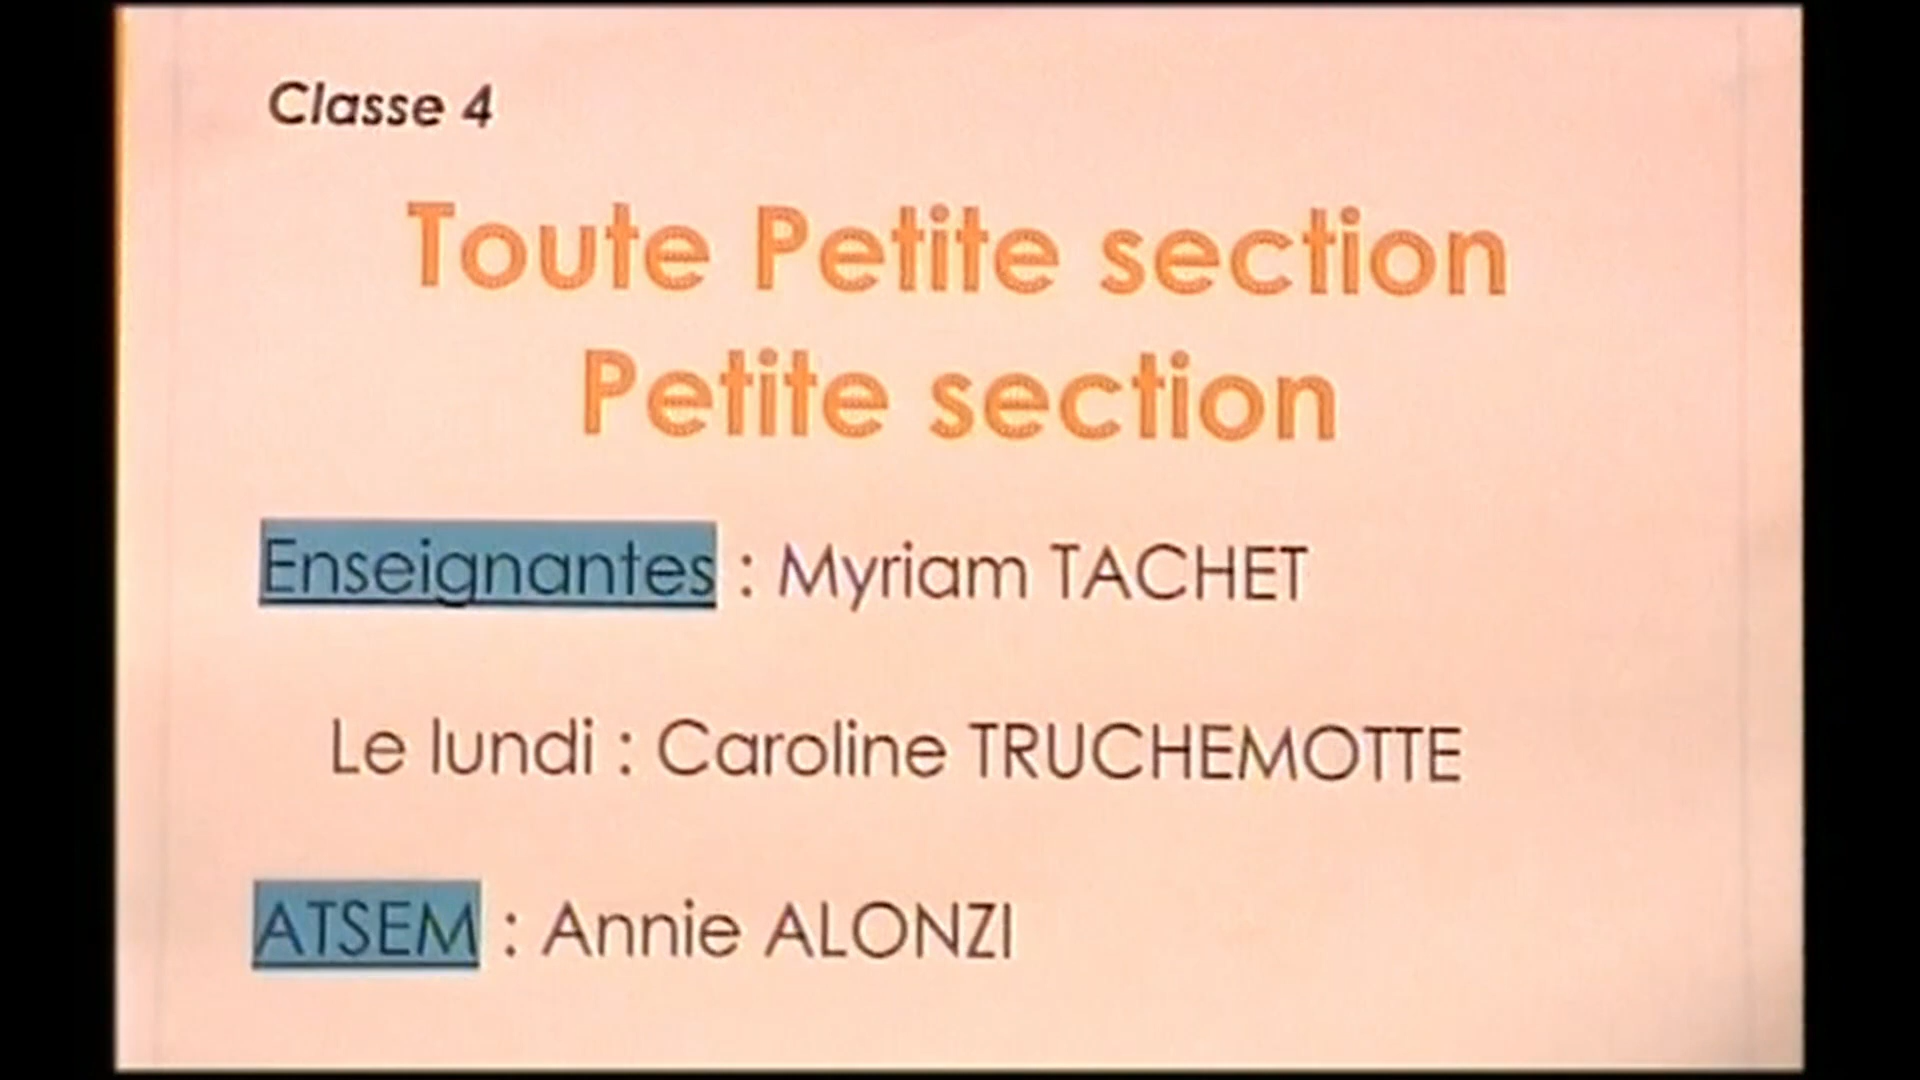 Classe 4
Toute Petite section
Petite section
Enseignantes : Myriam TACHET
Le lundi : Caroline TRUCHEMOTTE
ATSEM : Annie ALONZI